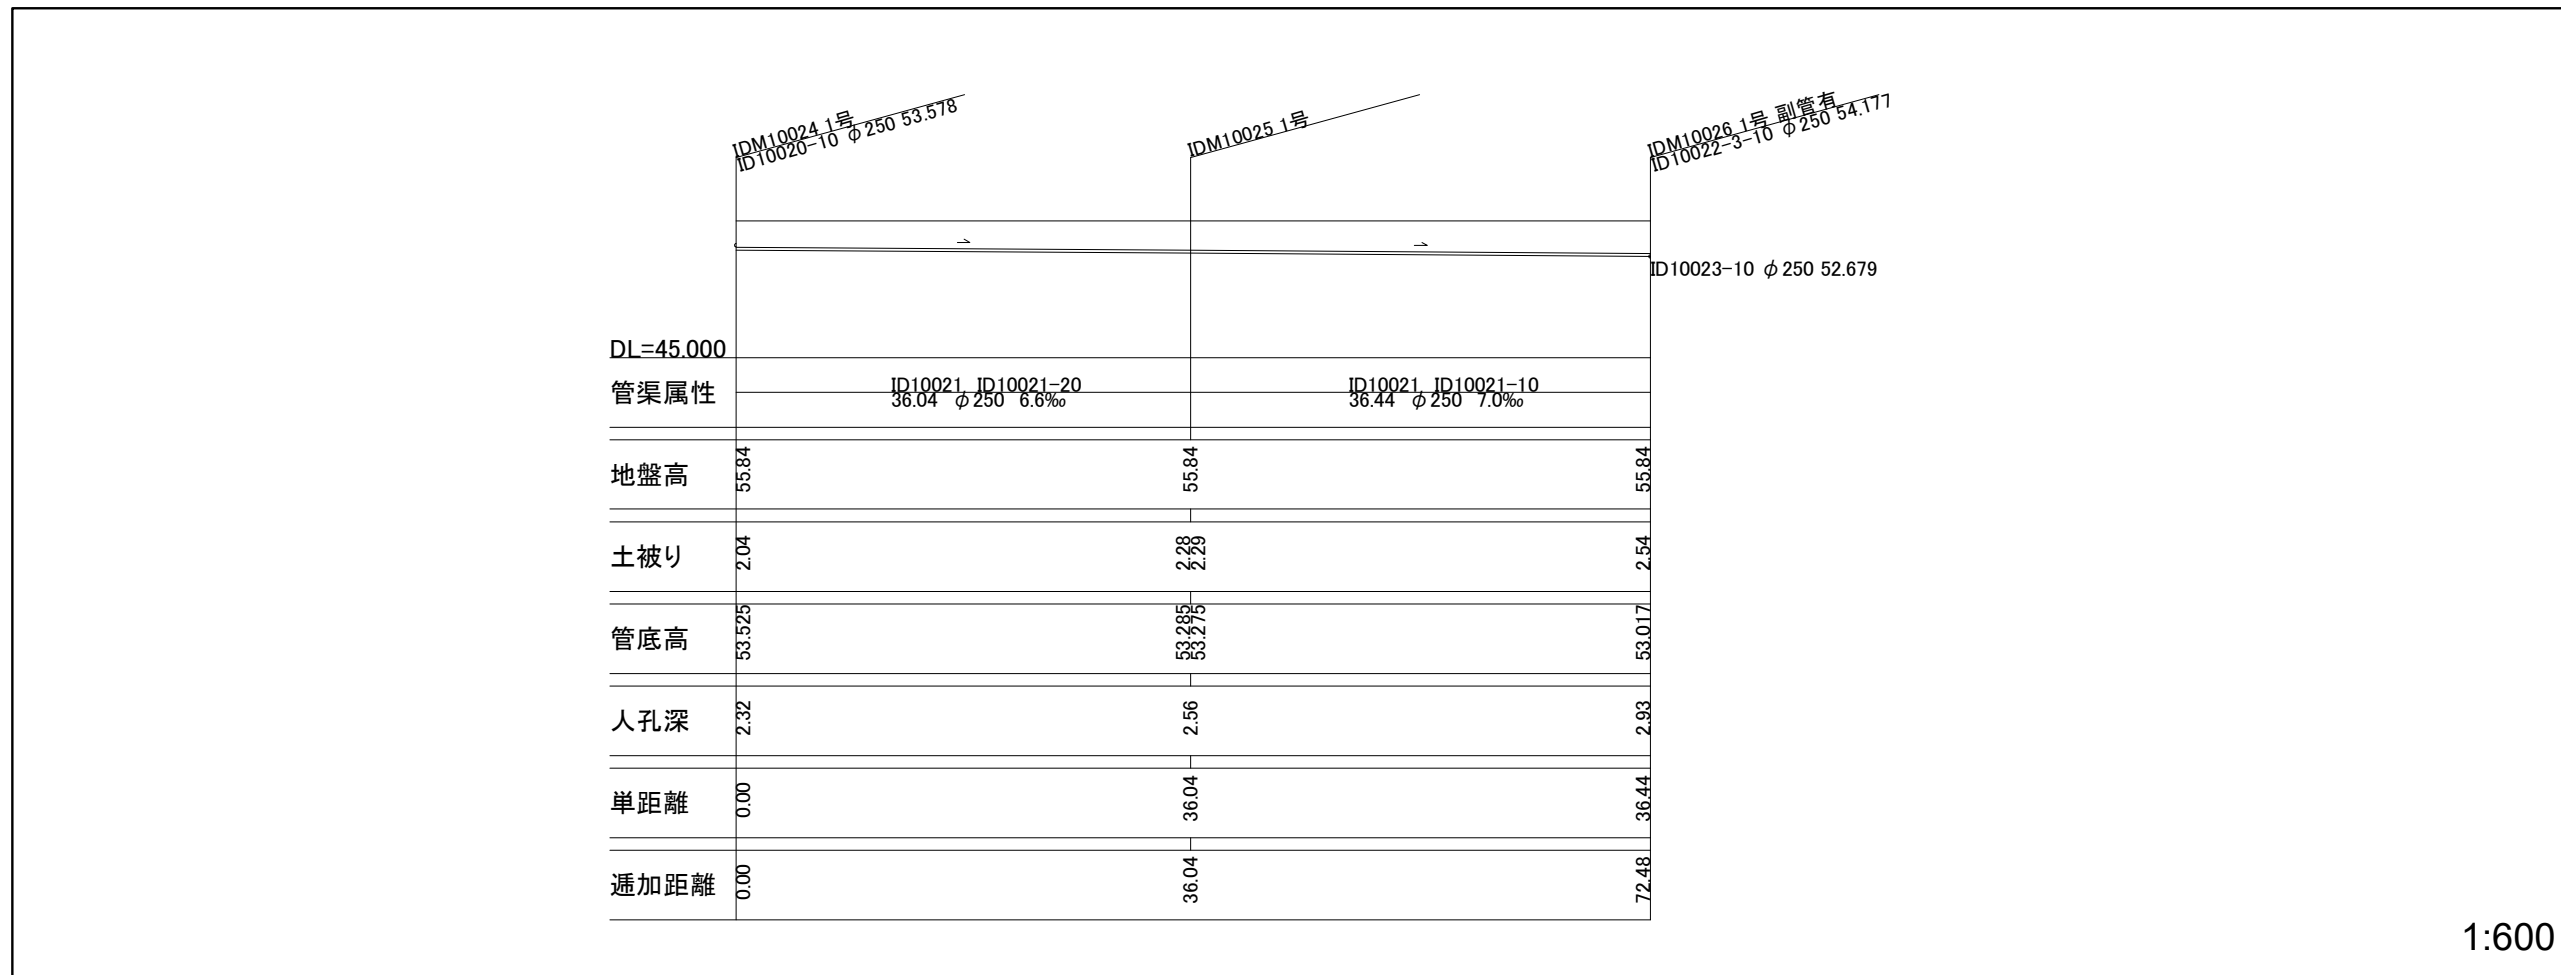 IDM10024 1号
ID10020-10 φ250 53.578
IDM10025 1号
IDM10026 1号 副管有
ID10022-3-10 φ250 54.177
ID10023-10 φ250 52.679
DL=45.000
管渠属性
ID10021, ID10021-20
36.04 φ250 6.6‰
ID10021, ID10021-10
36.44 φ250 7.0‰
地盤高 55.84 55.84 55.84
土被り 2.04 2.28 2.29 2.54
管底高 53.525 53.285 53.275 53.017
人孔深 2.32 2.56 2.93
単距離 0.00 36.04 36.44
逓加距離 0.00 36.04 72.48
1:600